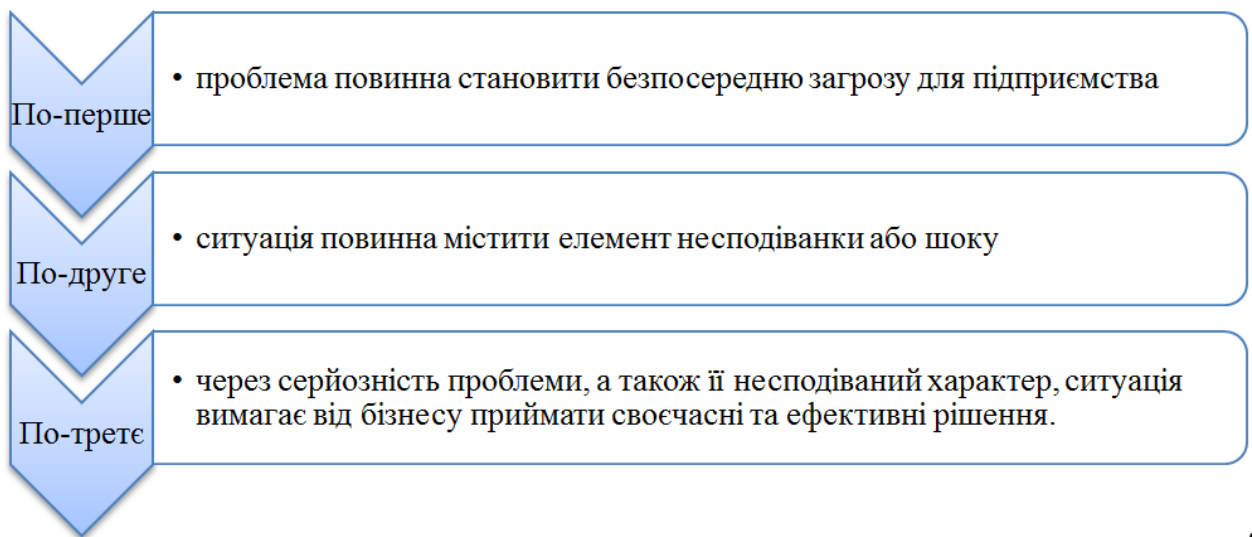 По-перше
• проблема повинна становити безпосередню загрозу для підприємства
По-друге
• ситуація повинна містити елемент несподіванки або шоку
По-третє
• через серйозність проблеми, а також її несподіваний характер, ситуація
вимагає від бізнесу приймати своєчасні та ефективні рішення.